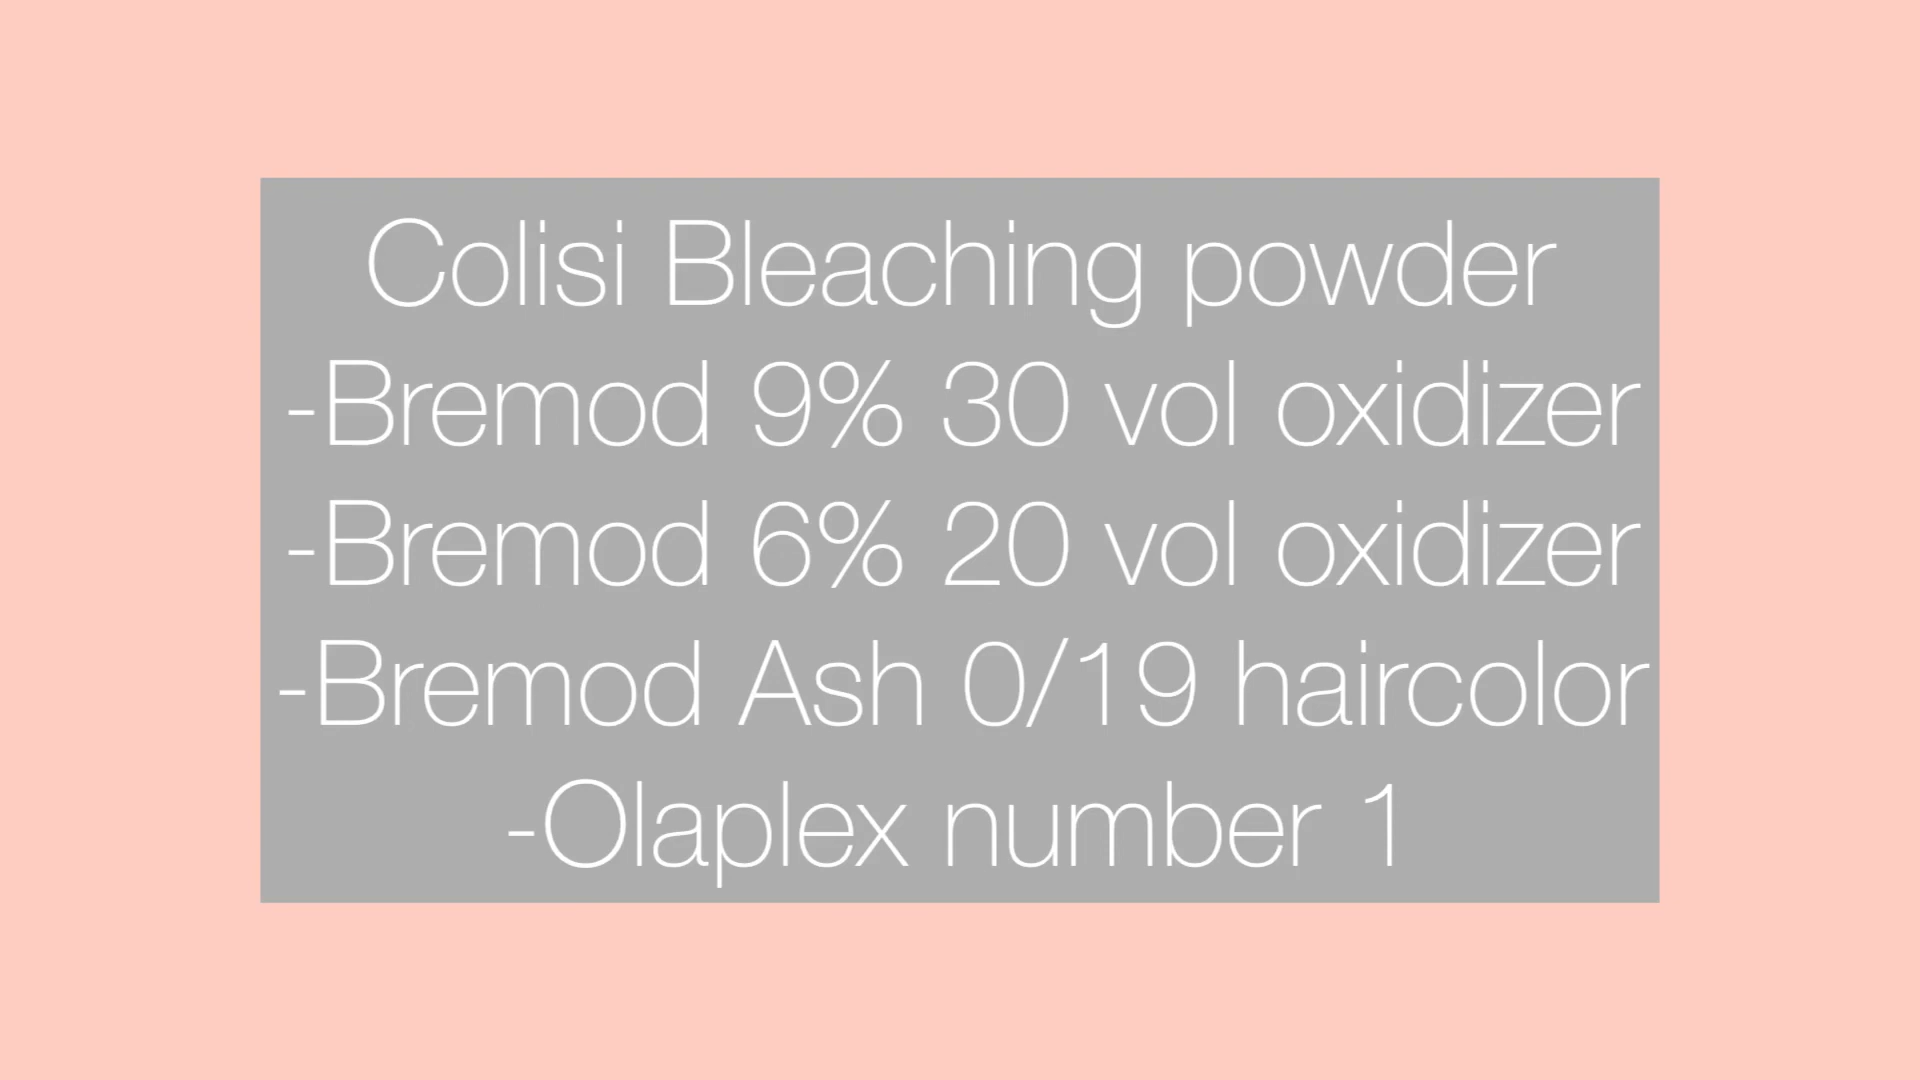 Colisi Bleaching powder
-Bremod 9% 30 vol oxidizer
-Bremod 6% 20 vol oxidizer
-Bremod Ash 0/19 haircolor
-Olaplex number 1